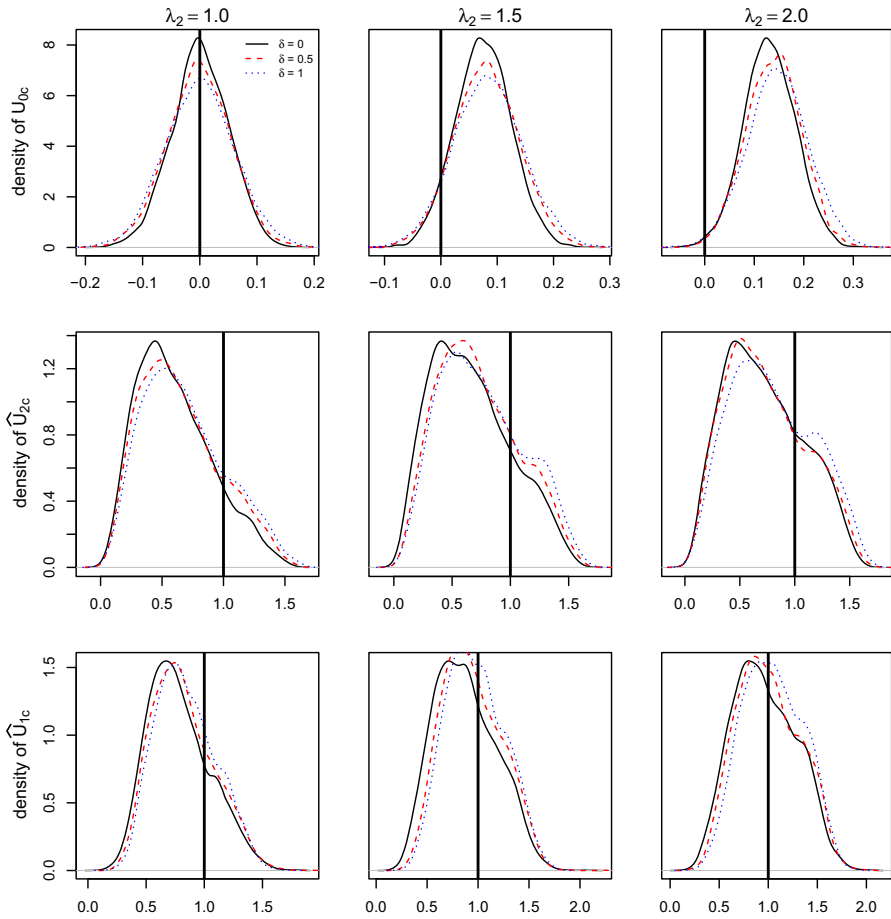 λ₂ = 1.0 λ₂ = 1.5 λ₂ = 2.0
density of U₀c
0 2 4 6 8
δ = 0
δ = 0.5
δ = 1
−0.2 −0.1 0.0 0.1 0.2
−0.1 0.0 0.1 0.2 0.3
0.0 0.1 0.2 0.3
density of Û₂c
0.0 0.4 0.8 1.2
0.0 0.5 1.0 1.5
0.0 0.5 1.0 1.5
0.0 0.5 1.0 1.5
density of Û₁c
0.0 0.5 1.0 1.5
0.0 0.5 1.0 1.5
0.0 0.5 1.0 1.5 2.0
0.0 0.5 1.0 1.5 2.0